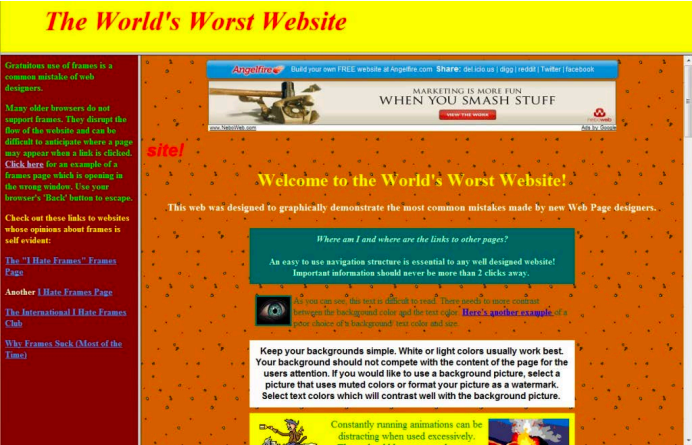 The World's Worst Website
Gratuitous use of frames is a
common mistake of web
designers.
Many older browsers do not
support frames. They disrupt the
flow of the website and can be
difficult to anticipate where a page
may appear when a link is clicked.
Click here for an example of a
frames page which is opening in
the wrong window. Use your
browser's 'Back' button to escape.
Check out these links to websites
whose opinions about frames is
self evident:
The "I Hate Frames" Frames
Page
Another I Hate Frames Page
The International I Hate Frames
Club
Why Frames Suck (Most of the
Time)
Angelfire Build your own FREE website at Angelfire.com Share: del.icio.us | digg | reddit | Twitter | facebook
MARKETING IS MORE FUN
WHEN YOU SMASH STUFF
VIEW THE WORK
neboweb
www.NeboWeb.com Ads by Google
site!
Welcome to the World's Worst Website!
This web was designed to graphically demonstrate the most common mistakes made by new Web Page designers.
Where am I and where are the links to other pages?
An easy to use navigation structure is essential to any well designed website!
Important information should never be more than 2 clicks away.
As you can see, this text is difficult to read. There needs to be more contrast
between the background color and the text color. Here's another example of a
poor choice of a background/ text color and size.
Keep your backgrounds simple. White or light colors usually work best.
Your background should not compete with the content of the page for the
users attention. If you would like to use a background picture, select a
picture that uses muted colors or format your picture as a watermark.
Select text colors which will contrast well with the background picture.
Constantly running animations can be
distracting when used excessively.